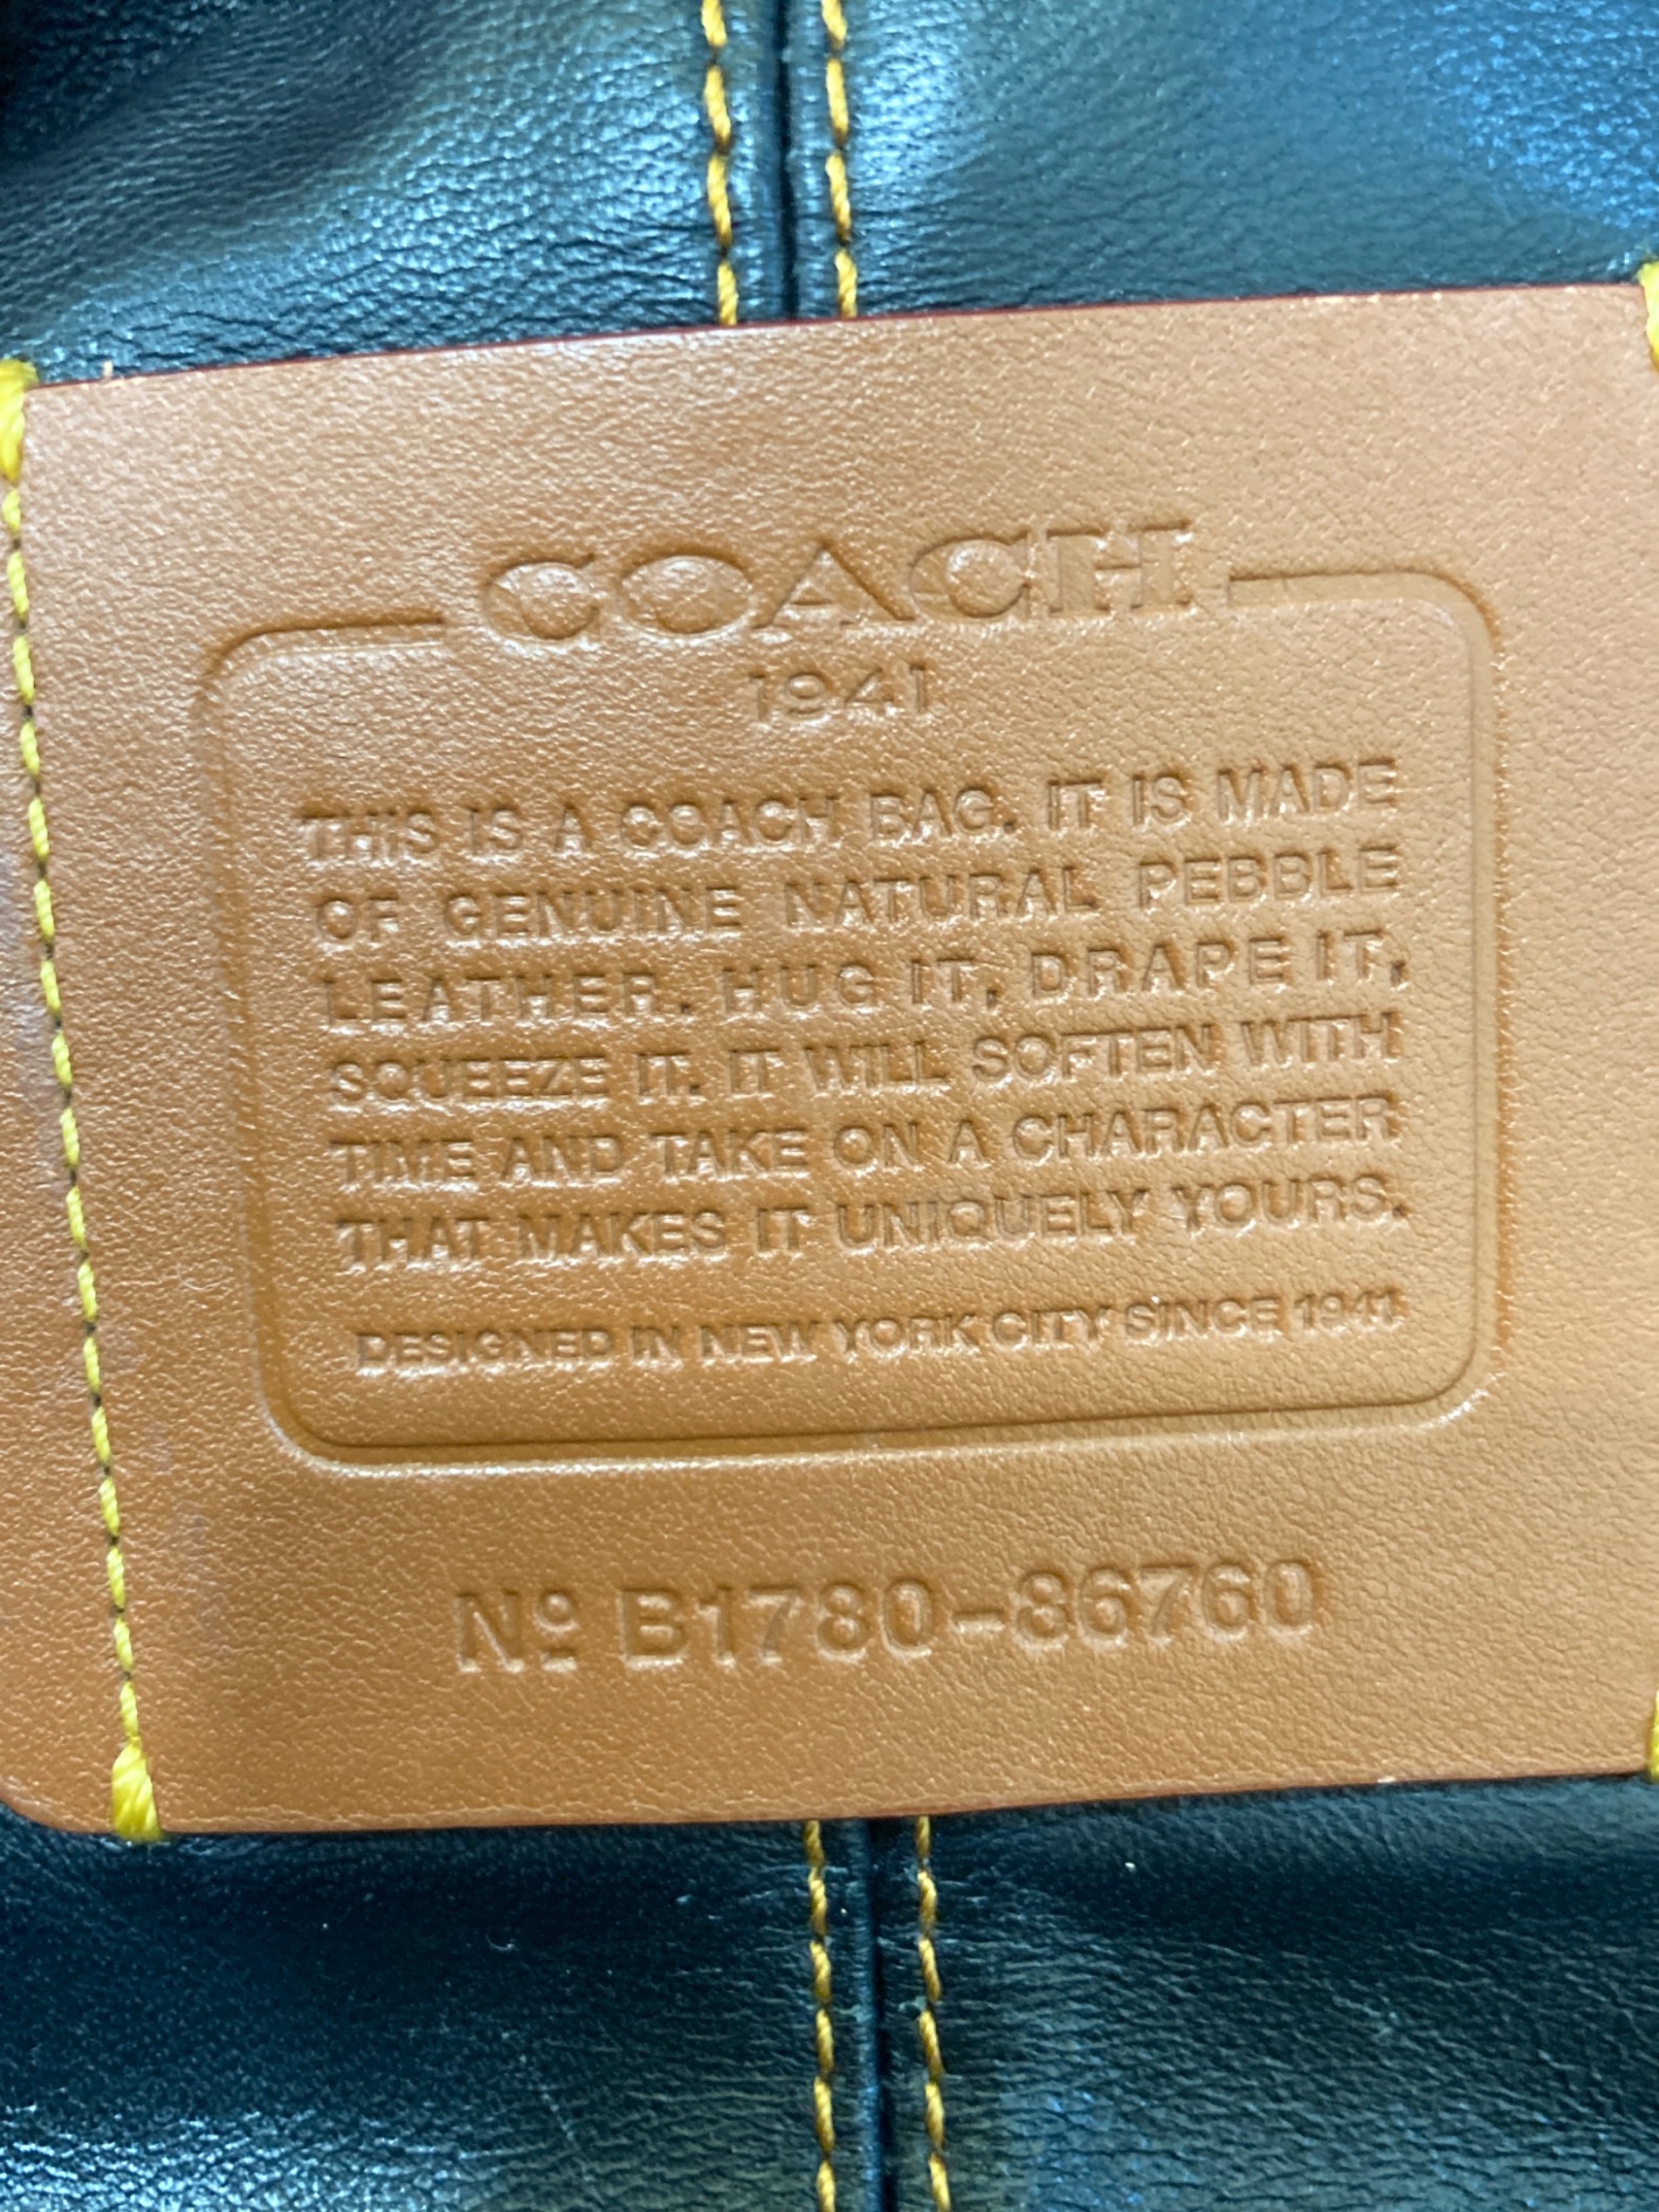 COACH
1941
THIS IS A COACH BAG. IT IS MADE
OF GENUINE NATURAL PEBBLE
LEATHER. HUG IT, DRAPE IT,
SQUEEZE IT. IT WILL SOFTEN WITH
TIME AND TAKE ON A CHARACTER
THAT MAKES IT UNIQUELY YOURS.
DESIGNED IN NEW YORK CITY SINCE 1941.
Nº B1780-86760